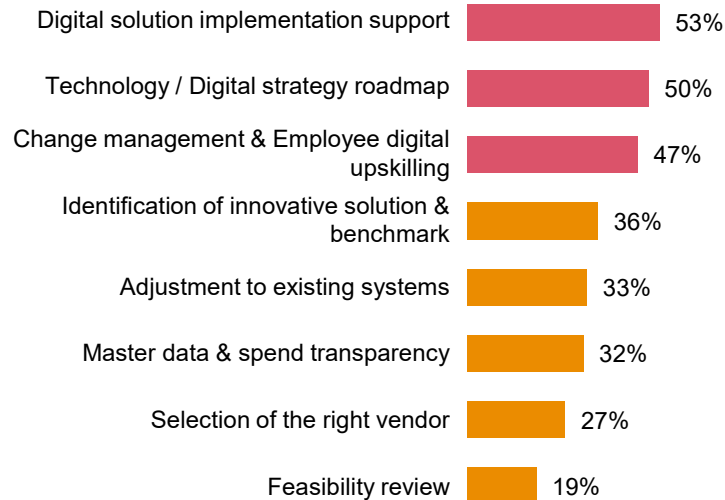 Digital solution implementation support 53%
Technology / Digital strategy roadmap 50%
Change management & Employee digital
upskilling 47%
Identification of innovative solution &
benchmark 36%
Adjustment to existing systems 33%
Master data & spend transparency 32%
Selection of the right vendor 27%
Feasibility review 19%